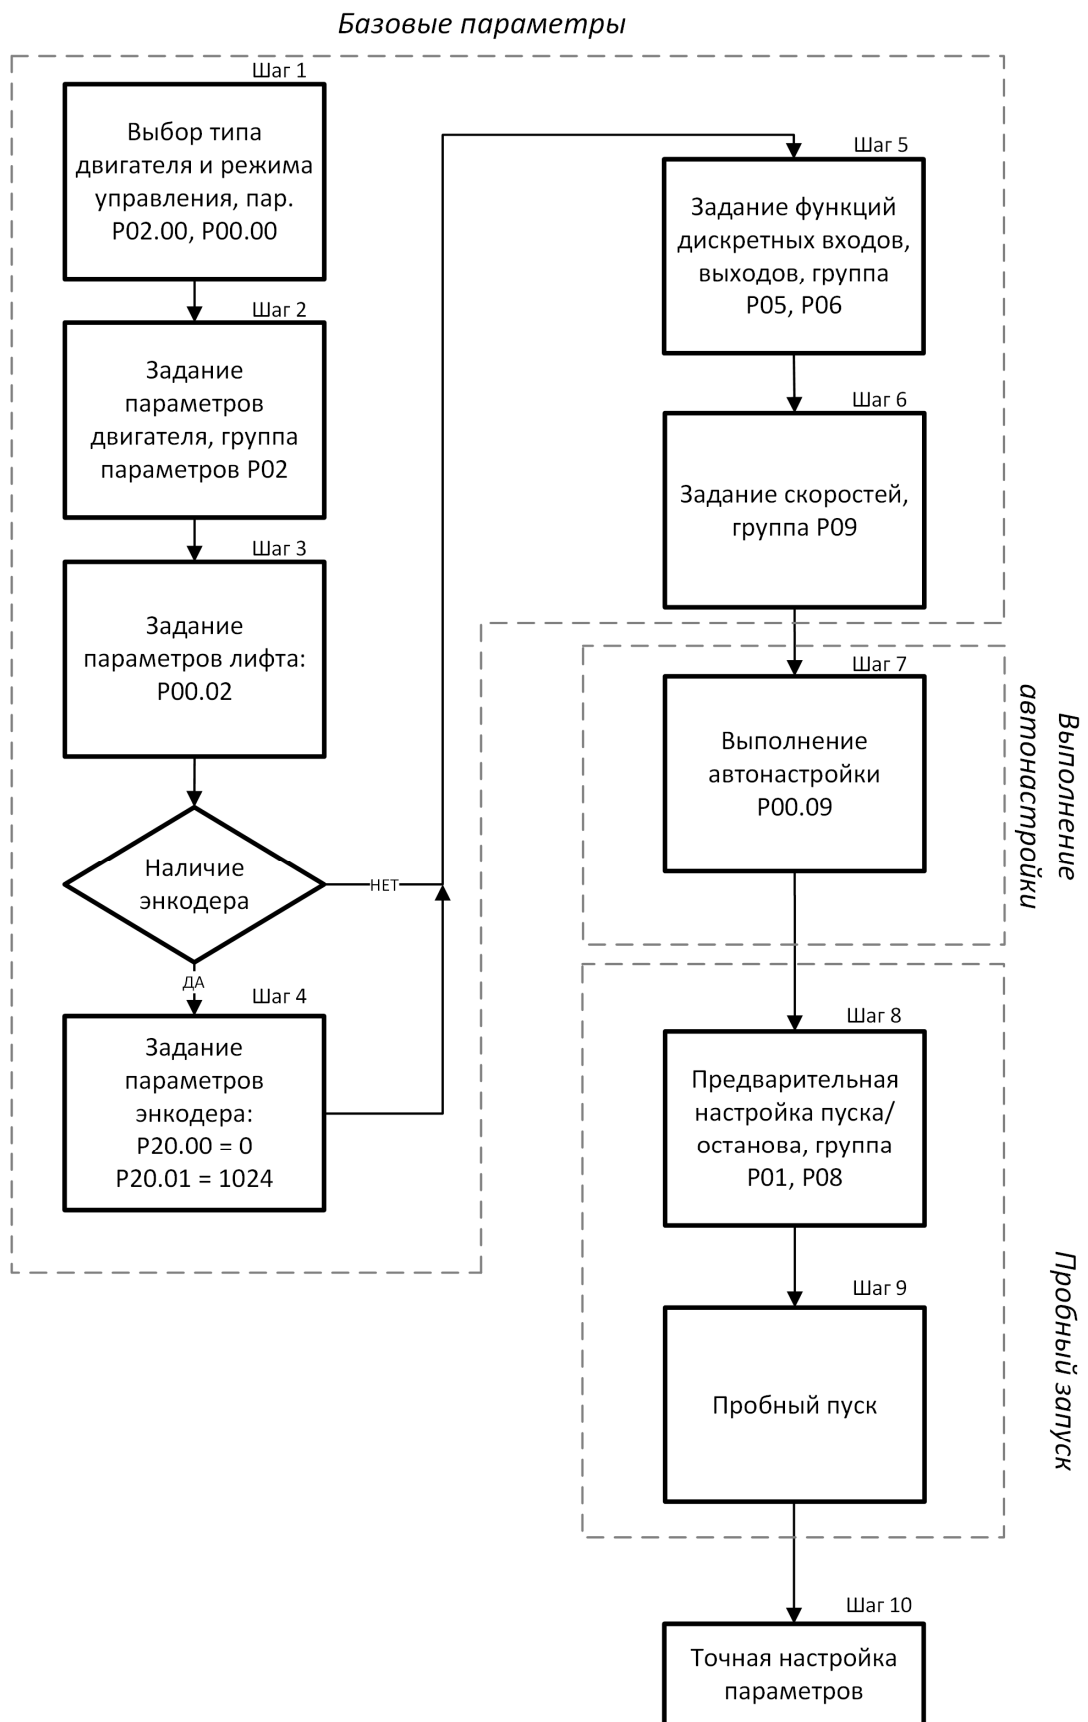 Базовые параметры
Шаг 1
Выбор типа
двигателя и режима
управления, пар.
P02.00, P00.00
Шаг 2
Задание
параметров
двигателя, группа
параметров P02
Шаг 3
Задание
параметров лифта:
P00.02
Наличие
энкодера
НЕТ
ДА
Шаг 4
Задание
параметров
энкодера:
P20.00 = 0
P20.01 = 1024
Шаг 5
Задание функций
дискретных входов,
выходов, группа
P05, P06
Шаг 6
Задание скоростей,
группа P09
Шаг 7
Выполнение
автонастройки
P00.09
Выполнение
автонастройки
Шаг 8
Предварительная
настройка пуска/
останова, группа
P01, P08
Шаг 9
Пробный пуск
Пробный запуск
Шаг 10
Точная настройка
параметров